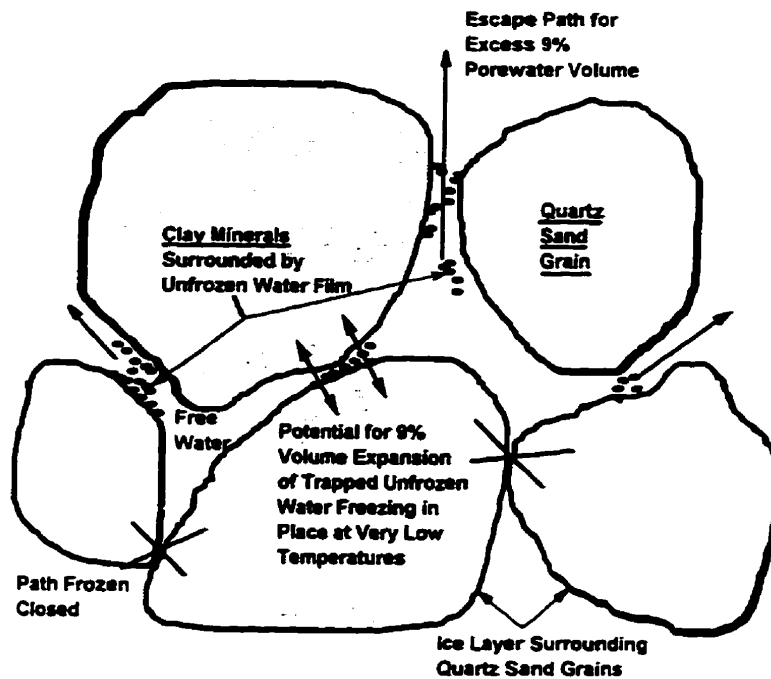 Escape Path for
Excess 9%
Porewater Volume
Quartz
Sand
Grain
Clay Minerals
Surrounded by
Unfrozen Water Film
Free
Water
Potential for 9%
Volume Expansion
of Trapped Unfrozen
Water Freezing in
Place at Very Low
Temperatures
Path Frozen
Closed
Ice Layer Surrounding
Quartz Sand Grains